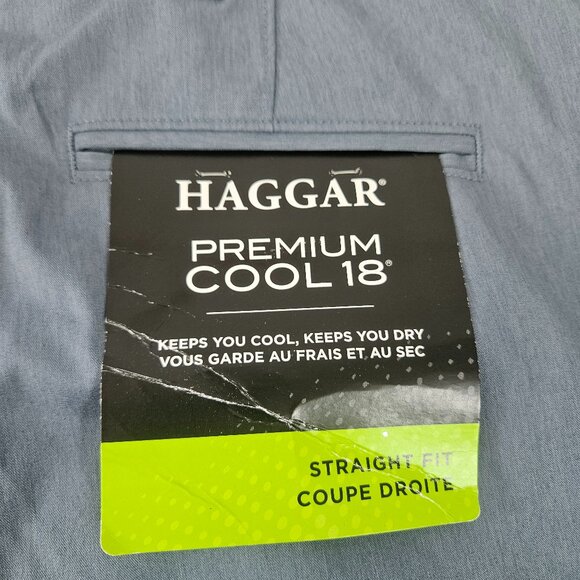 HAGGAR®
PREMIUM
COOL 18®
KEEPS YOU COOL, KEEPS YOU DRY
VOUS GARDE AU FRAIS ET AU SEC
STRAIGHT FIT
COUPE DROITE